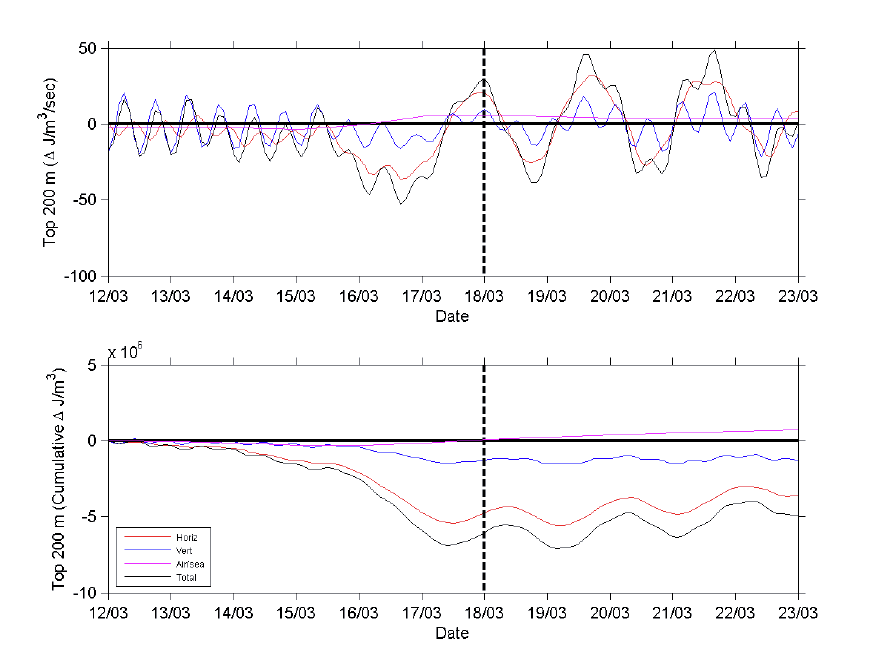 50
0
-50
-100
Top 200 m (Δ J/m³/sec)
12/03 13/03 14/03 15/03 16/03 17/03 18/03 19/03 20/03 21/03 22/03 23/03
Date
x 10⁶
5
0
-5
-10
Top 200 m (Cumulative Δ J/m³)
Horiz
Vert
Air/sea
Total
12/03 13/03 14/03 15/03 16/03 17/03 18/03 19/03 20/03 21/03 22/03 23/03
Date